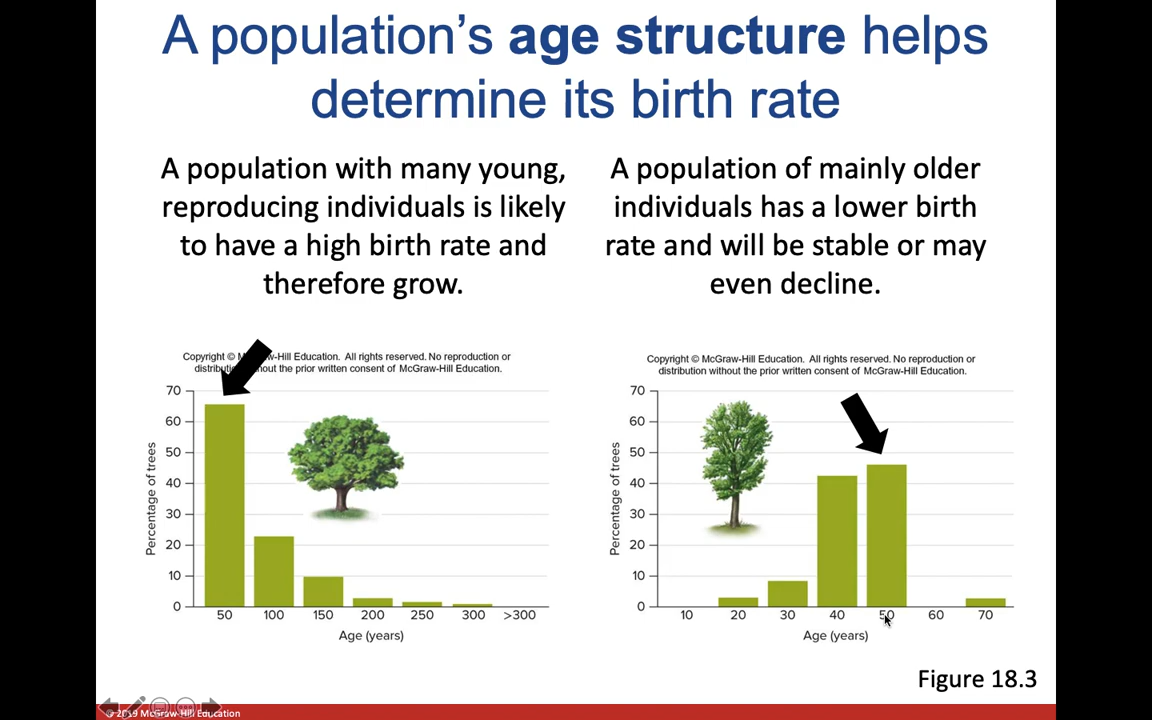 A population's age structure helps
determine its birth rate
A population with many young,
reproducing individuals is likely
to have a high birth rate and
therefore grow.
A population of mainly older
individuals has a lower birth
rate and will be stable or may
even decline.
Copyright © -Hill Education. All rights reserved. No reproduction or
the prior written consent of McGraw-Hill Education.
70
60
50
40
30
20
10
0
Percentage of trees
50 100 150 200 250 300 >300
Age (years)
Copyright © McGraw-Hill Education. All rights reserved. No reproduction or
distribution without the prior written consent of McGraw-Hill Education.
70
60
50
40
30
20
10
0
Percentage of trees
10 20 30 40 50 60 70
Age (years)
Figure 18.3
© 2019 McGraw-Hill Education